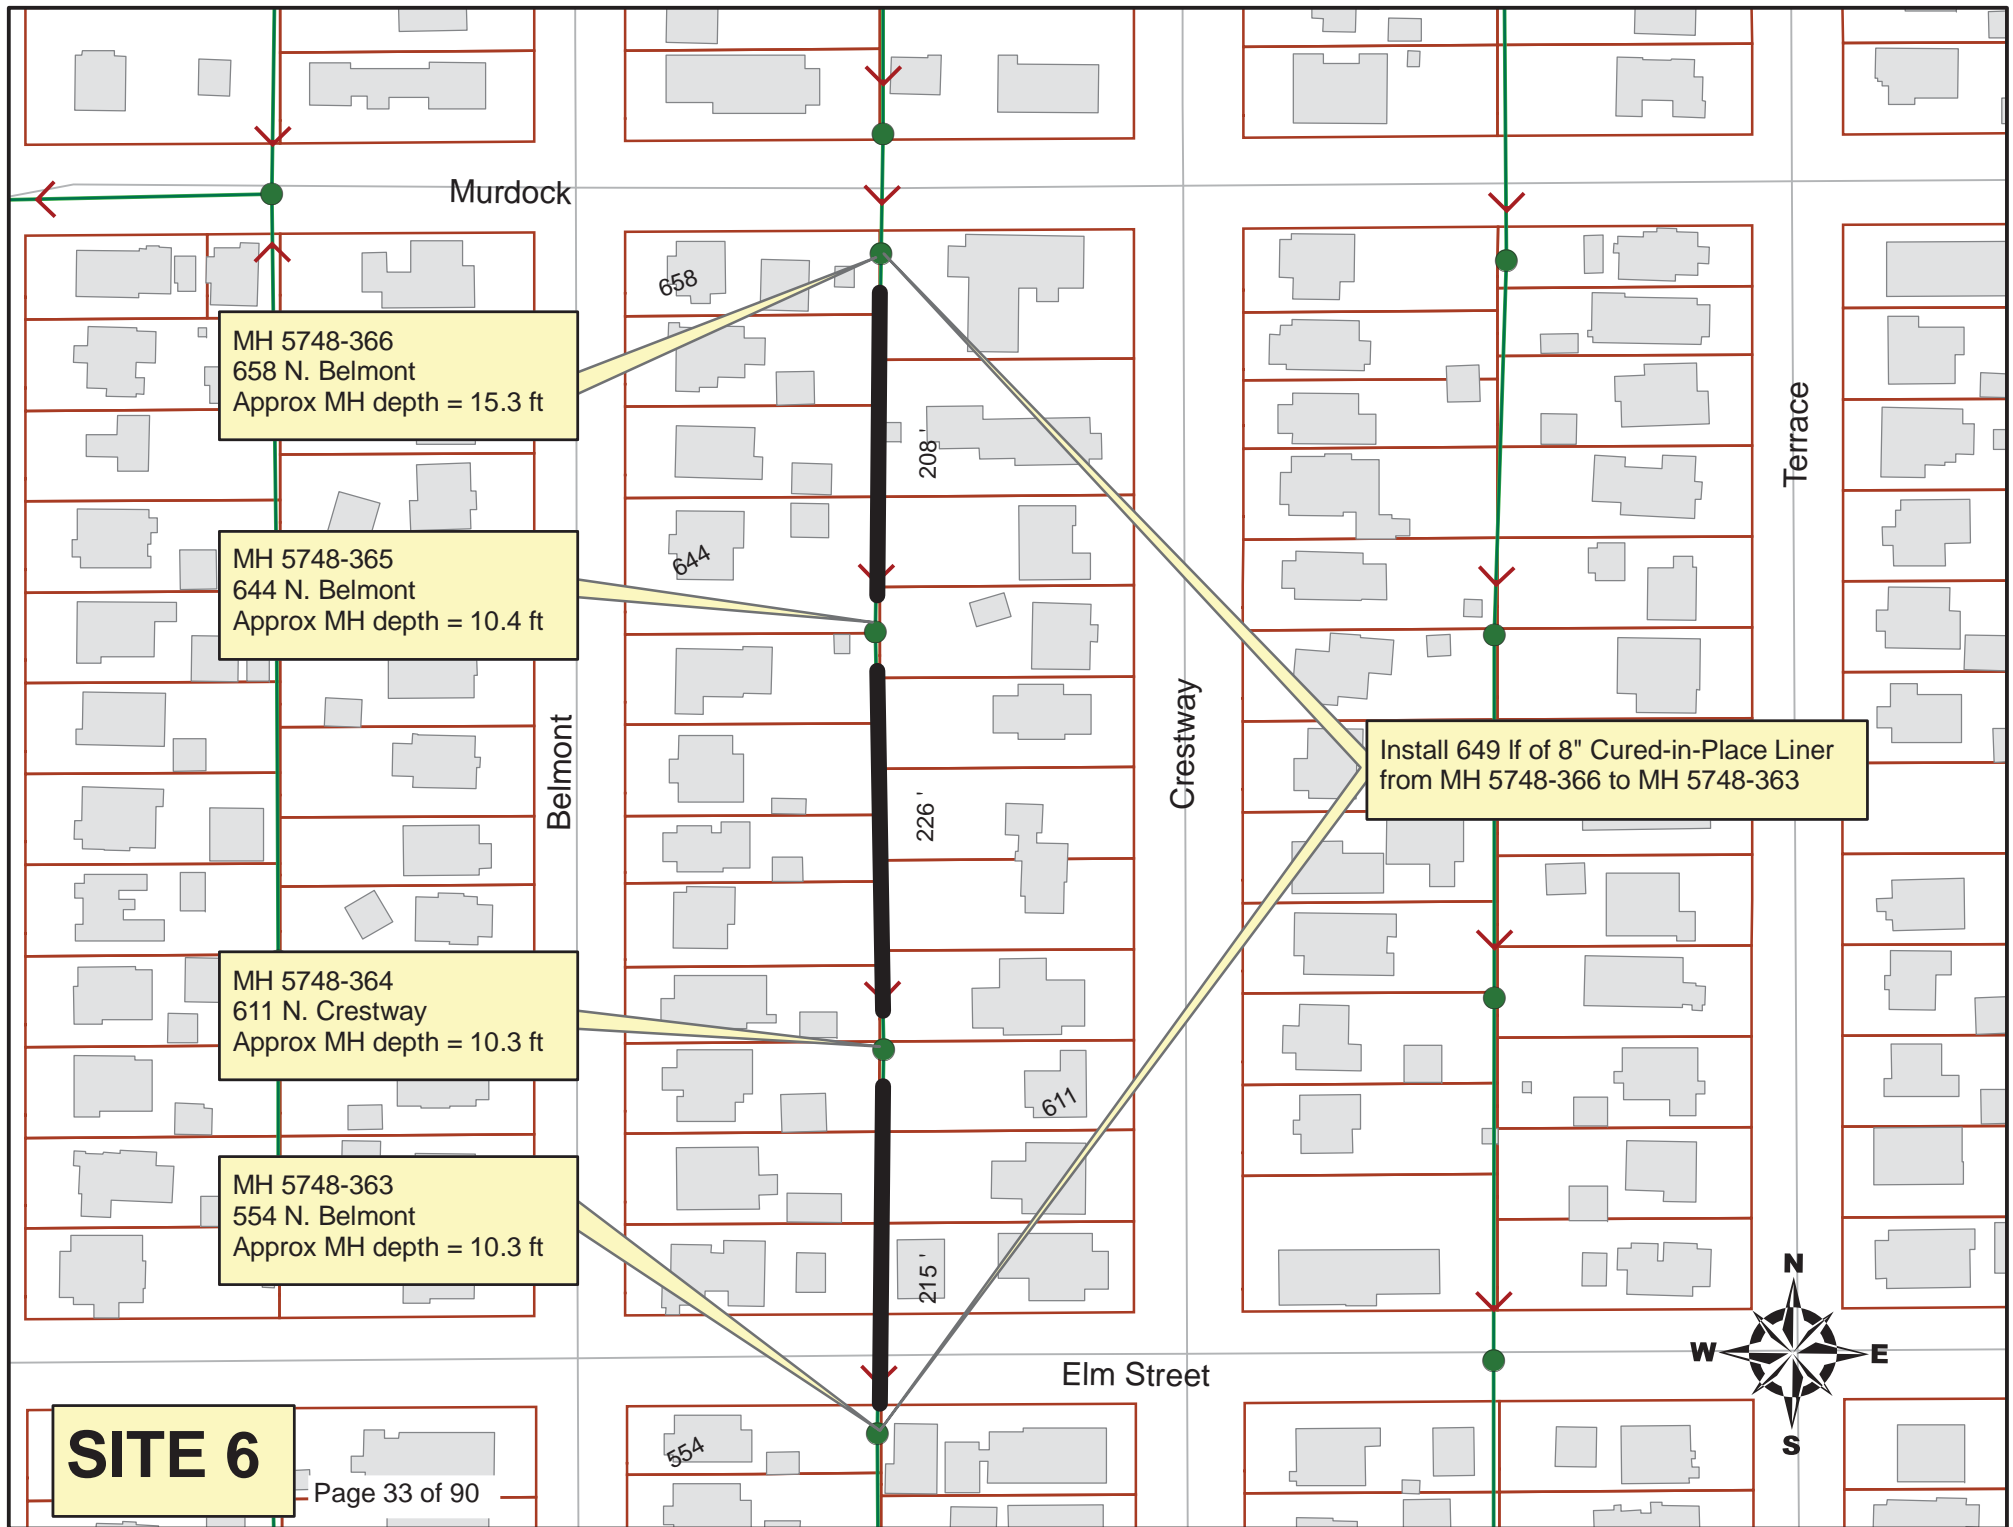 Murdock
658
MH 5748-366
658 N. Belmont
Approx MH depth = 15.3 ft
208 '
Terrace
644
MH 5748-365
644 N. Belmont
Approx MH depth = 10.4 ft
Belmont
Crestway
226 '
Install 649 lf of 8" Cured-in-Place Liner
from MH 5748-366 to MH 5748-363
MH 5748-364
611 N. Crestway
Approx MH depth = 10.3 ft
611
MH 5748-363
554 N. Belmont
Approx MH depth = 10.3 ft
215 '
N
W
E
S
Elm Street
554
SITE 6
Page 33 of 90